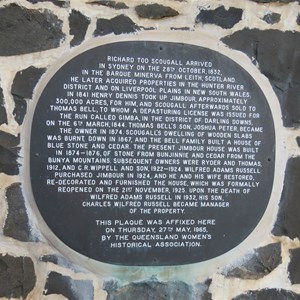 RICHARD TOD SCOUGALL ARRIVED
IN SYDNEY ON THE 28TH OCTOBER, 1832,
IN THE BARQUE MINERVA FROM LEITH, SCOTLAND.
HE LATER ACQUIRED PROPERTIES IN THE HUNTER RIVER
DISTRICT AND ON LIVERPOOL PLAINS IN NEW SOUTH WALES.
IN 1841 HENRY DENNIS TOOK UP JIMBOUR, APPROXIMATELY
300,000 ACRES, FOR HIM, AND SCOUGALL AFTERWARDS SOLD TO
THOMAS BELL, TO WHOM A DEPASTURING LICENSE WAS ISSUED FOR
THE RUN CALLED GIMBA, IN THE DISTRICT OF DARLING DOWNS,
ON THE 6TH MARCH, 1844. THOMAS BELL'S SON, JOSHUA PETER, BECAME
THE OWNER IN 1874. SCOUGALL'S DWELLING OF WOODEN SLABS
WAS BURNT DOWN IN 1867, AND THE BELL FAMILY BUILT A HOUSE OF
BLUE STONE AND CEDAR. THE PRESENT JIMBOUR HOUSE WAS BUILT
IN 1874–1876, OF STONE FROM BUNJINNIE AND CEDAR FROM THE
BUNYA MOUNTAINS. SUBSEQUENT OWNERS WERE RYDER AND THOMAS,
1912, AND C.R. WIPPELL AND SON, 1922–1924. WILFRED ADAMS RUSSELL
PURCHASED JIMBOUR IN 1924, AND HE AND HIS WIFE RESTORED,
RE-DECORATED AND FURNISHED THE HOUSE, WHICH WAS FORMALLY
REOPENED ON THE 21ST NOVEMBER, 1925. UPON THE DEATH OF
WILFRED ADAMS RUSSELL IN 1932, HIS SON,
CHARLES WILFRED RUSSELL BECAME MANAGER
OF THE PROPERTY.
THIS PLAQUE WAS AFFIXED HERE
ON THURSDAY, 27TH MAY, 1965,
BY THE QUEENSLAND WOMEN'S
HISTORICAL ASSOCIATION.